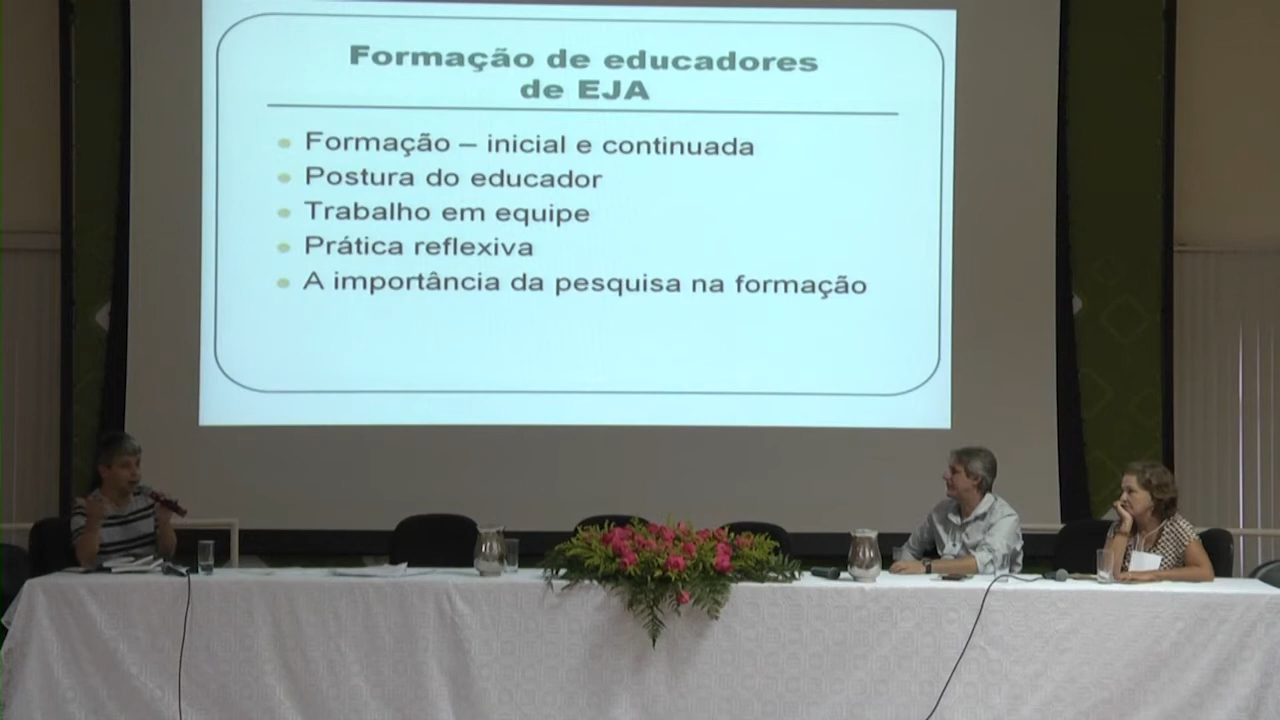 Formação de educadores
de EJA
Formação – inicial e continuada
Postura do educador
Trabalho em equipe
Prática reflexiva
A importância da pesquisa na formação